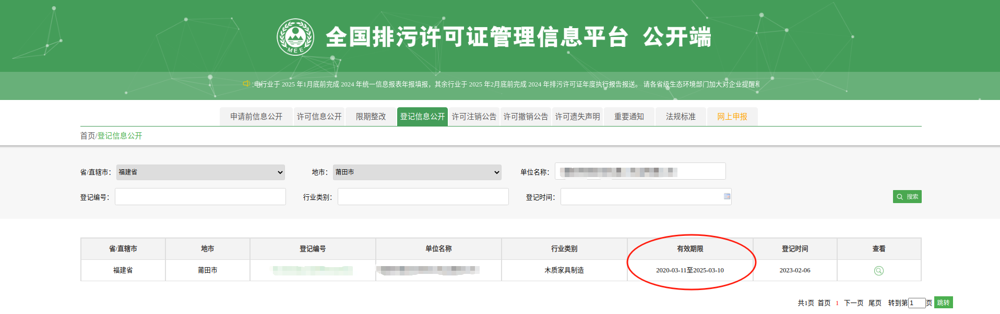 MEE
全国排污许可证管理信息平台 公开端
电行业于 2025 年1月底前完成 2024 年统一信息报表年报填报，其余行业于 2025 年2月底前完成 2024 年排污许可证年度执行报告报送。 请各省级生态环境部门加大对企业提醒
申请前信息公开 许可信息公开 限期整改 登记信息公开 许可注销公告 许可撤销公告 许可遗失声明 重要通知 法规标准 网上申报
首页/登记信息公开
省/直辖市： 福建省 地市： 莆田市 单位名称：
登记编号： 行业类别： 登记时间： 搜索
省/直辖市 地市 登记编号 单位名称 行业类别 有效期限 登记时间 查看
福建省 莆田市 木质家具制造 2020-03-11至2025-03-10 2023-02-06
共1页 首页 1 下一页 尾页 转到第 1 页 跳转